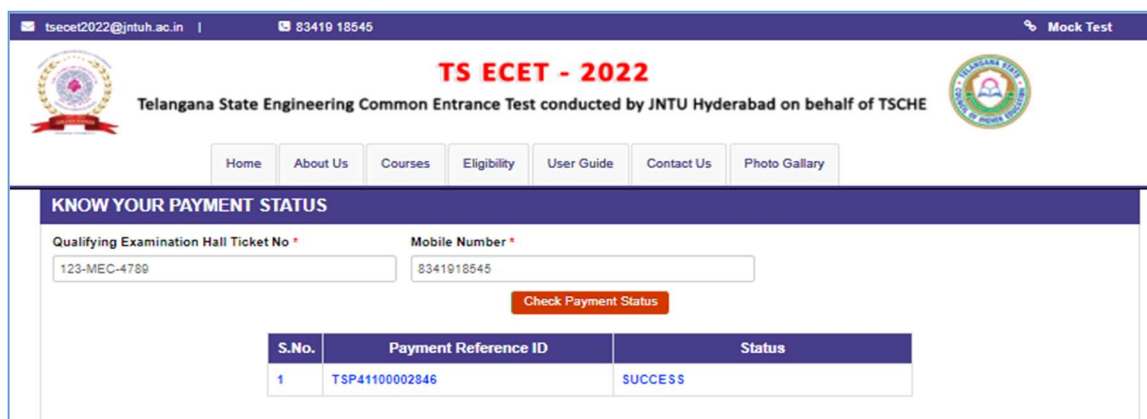 tsecet2022@jntuh.ac.in | 83419 18545 Mock Test
TS ECET - 2022
Telangana State Engineering Common Entrance Test conducted by JNTU Hyderabad on behalf of TSCHE
Home About Us Courses Eligibility User Guide Contact Us Photo Gallary
KNOW YOUR PAYMENT STATUS
Qualifying Examination Hall Ticket No * Mobile Number *
123-MEC-4789 8341918545
Check Payment Status
S.No. Payment Reference ID Status
1 TSP41100002846 SUCCESS